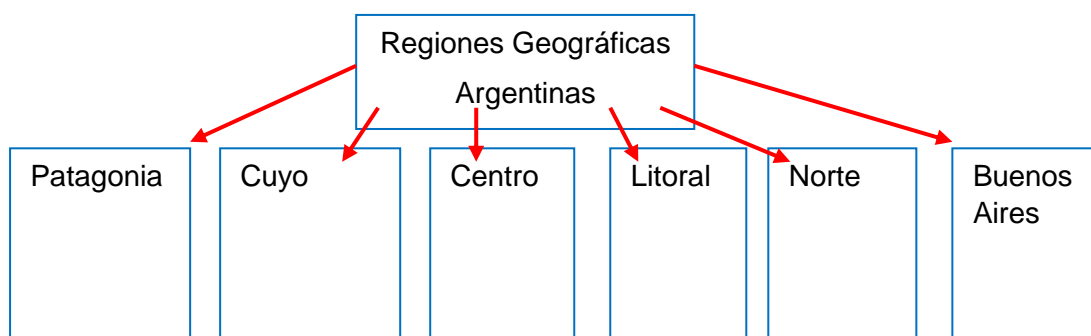 Regiones Geográficas
Argentinas
Patagonia
Cuyo
Centro
Litoral
Norte
Buenos
Aires